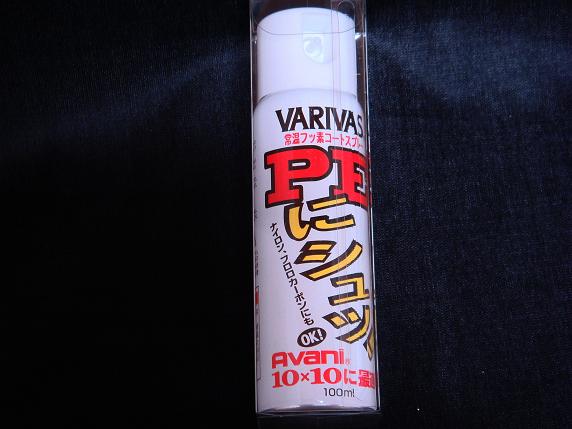 VARIVAS
常温フッ素コートスプレー
PE
にシュッ!
ナイロン、フロロカーボンにも
OK!
Avani
10×10に最適
100ml